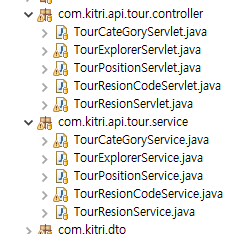 com.kitri.api.tour.controller
TourCateGoryServlet.java
TourExplorerServlet.java
TourPositionServlet.java
TourResionCodeServlet.java
TourResionServlet.java
com.kitri.api.tour.service
TourCateGoryService.java
TourExplorerService.java
TourPositionService.java
TourResionCodeService.java
TourResionService.java
com.kitri.dto